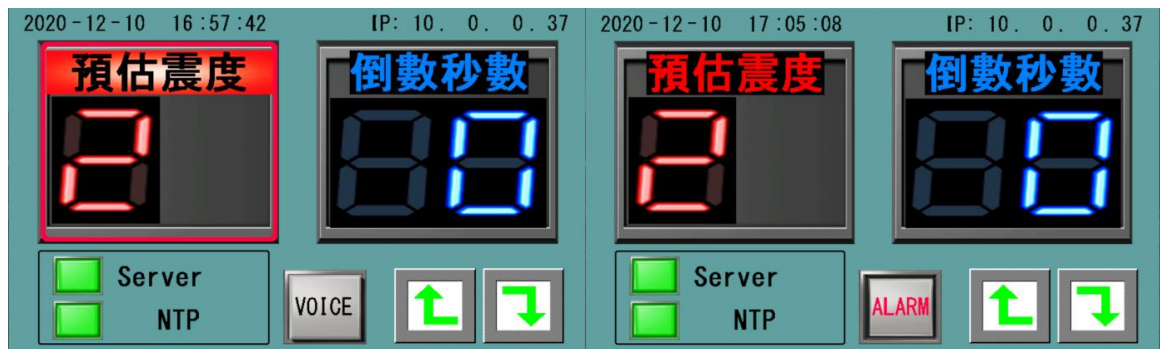 2020-12-10 16:57:42 IP: 10. 0. 0. 37
預估震度 倒數秒數
2 0
Server
NTP
VOICE
2020-12-10 17:05:08 IP: 10. 0. 0. 37
預估震度 倒數秒數
2 0
Server
NTP
ALARM